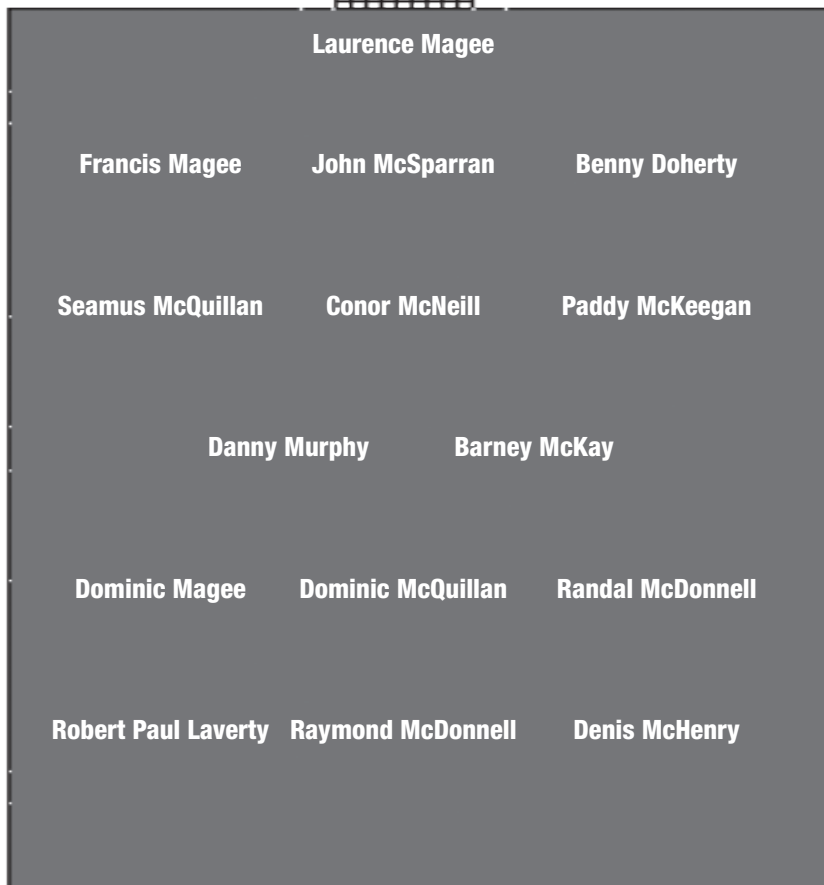 Laurence Magee
Francis Magee John McSparran Benny Doherty
Seamus McQuillan Conor McNeill Paddy McKeegan
Danny Murphy Barney McKay
Dominic Magee Dominic McQuillan Randal McDonnell
Robert Paul Laverty Raymond McDonnell Denis McHenry